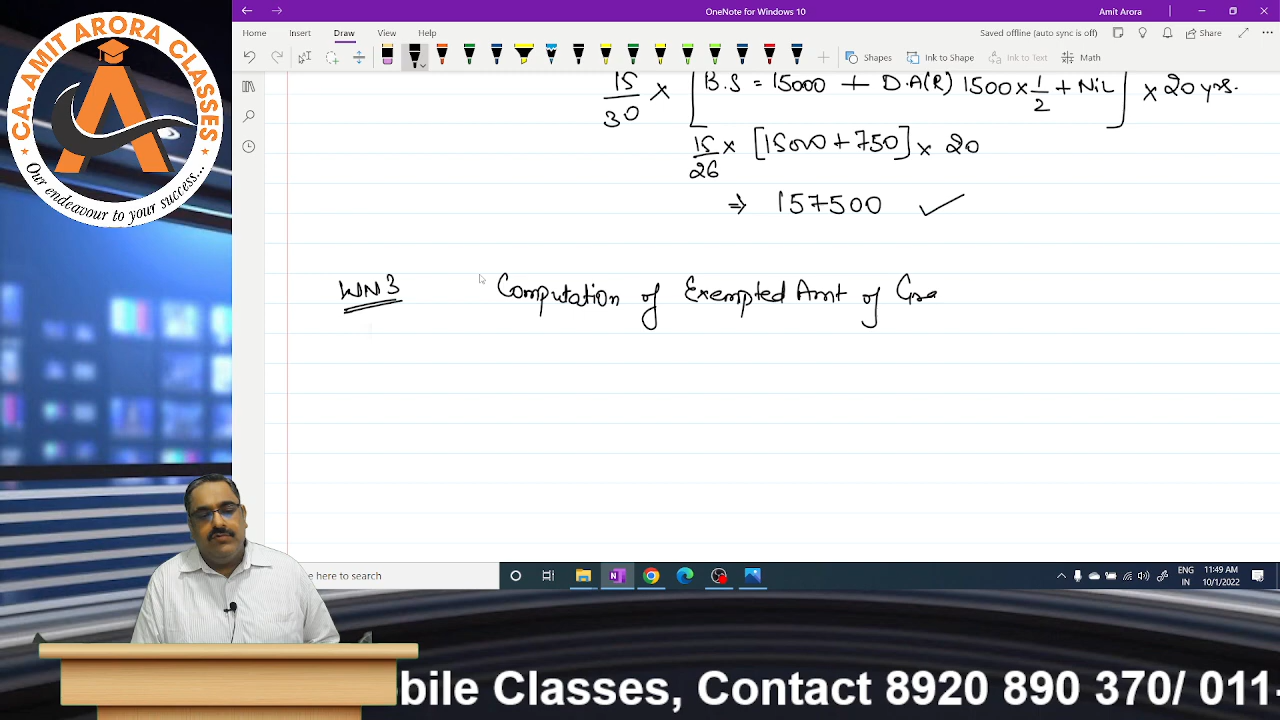 CA. AMIT ARORA CLASSES
Our endeavour to your success...
OneNote for Windows 10
Amit Arora
Home Insert Draw View Help
Saved offline (auto sync is off)
Share
Shapes Ink to Shape Ink to Text Math
15/30 × [B.S = 15000 + D.A(R) 1500 × 1/2 + NiL] × 20 yrs.
15/26 × [15000 + 750] × 20
⇒ 157500 ✓
WN 3 Computation of Exempted Amt of Gra
here to search
ENG
IN
11:49 AM
10/1/2022
bile Classes, Contact 8920 890 370/ 011-